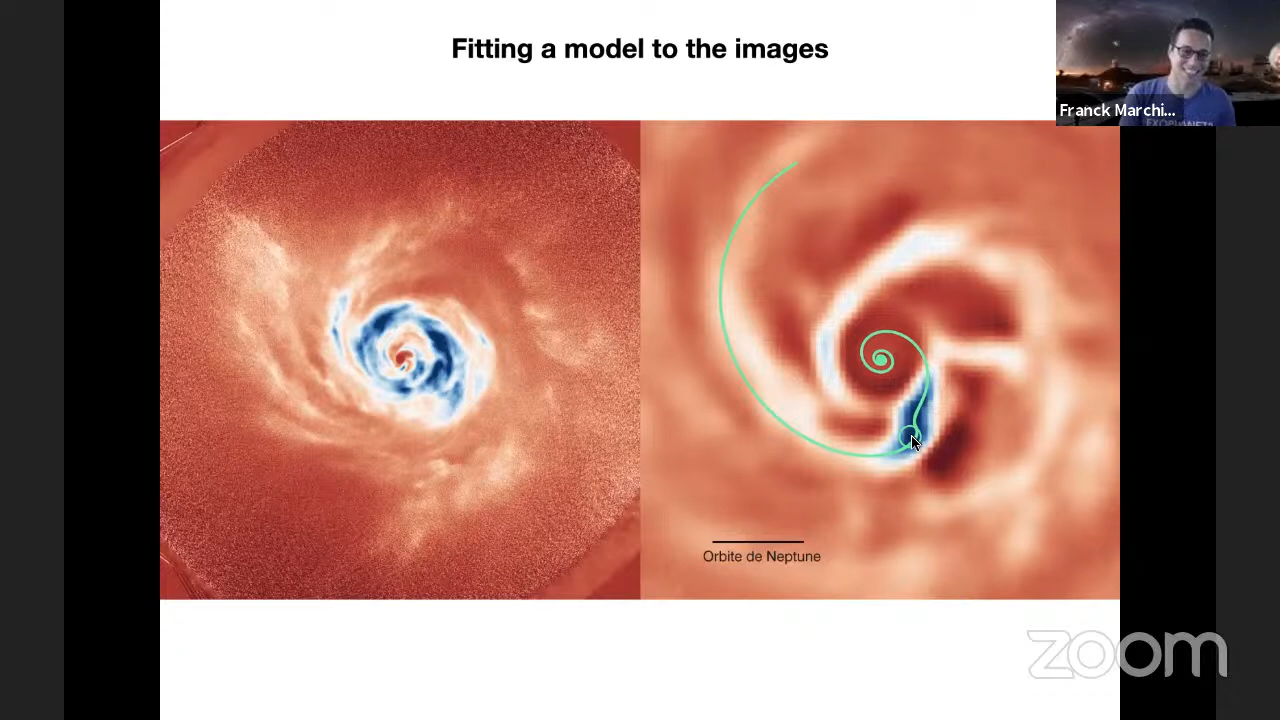 Fitting a model to the images
Franck Marchi...
Orbite de Neptune
zoom